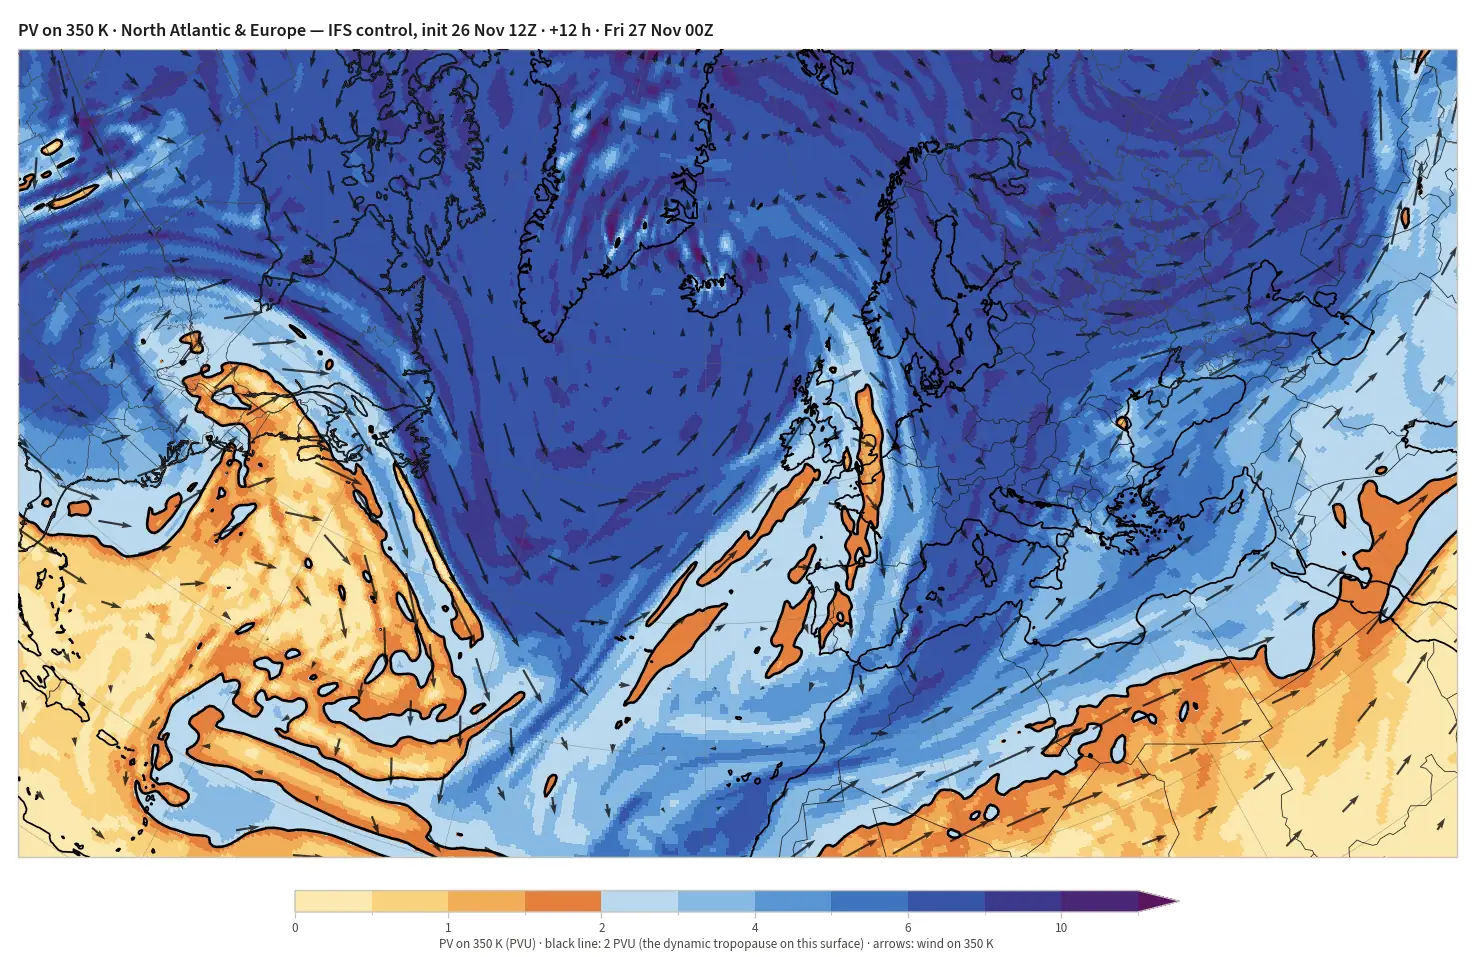 PV on 350 K · North Atlantic & Europe — IFS control, init 26 Nov 12Z · +12 h · Fri 27 Nov 00Z
0 1 2 4 6 10
PV on 350 K (PVU) · black line: 2 PVU (the dynamic tropopause on this surface) · arrows: wind on 350 K